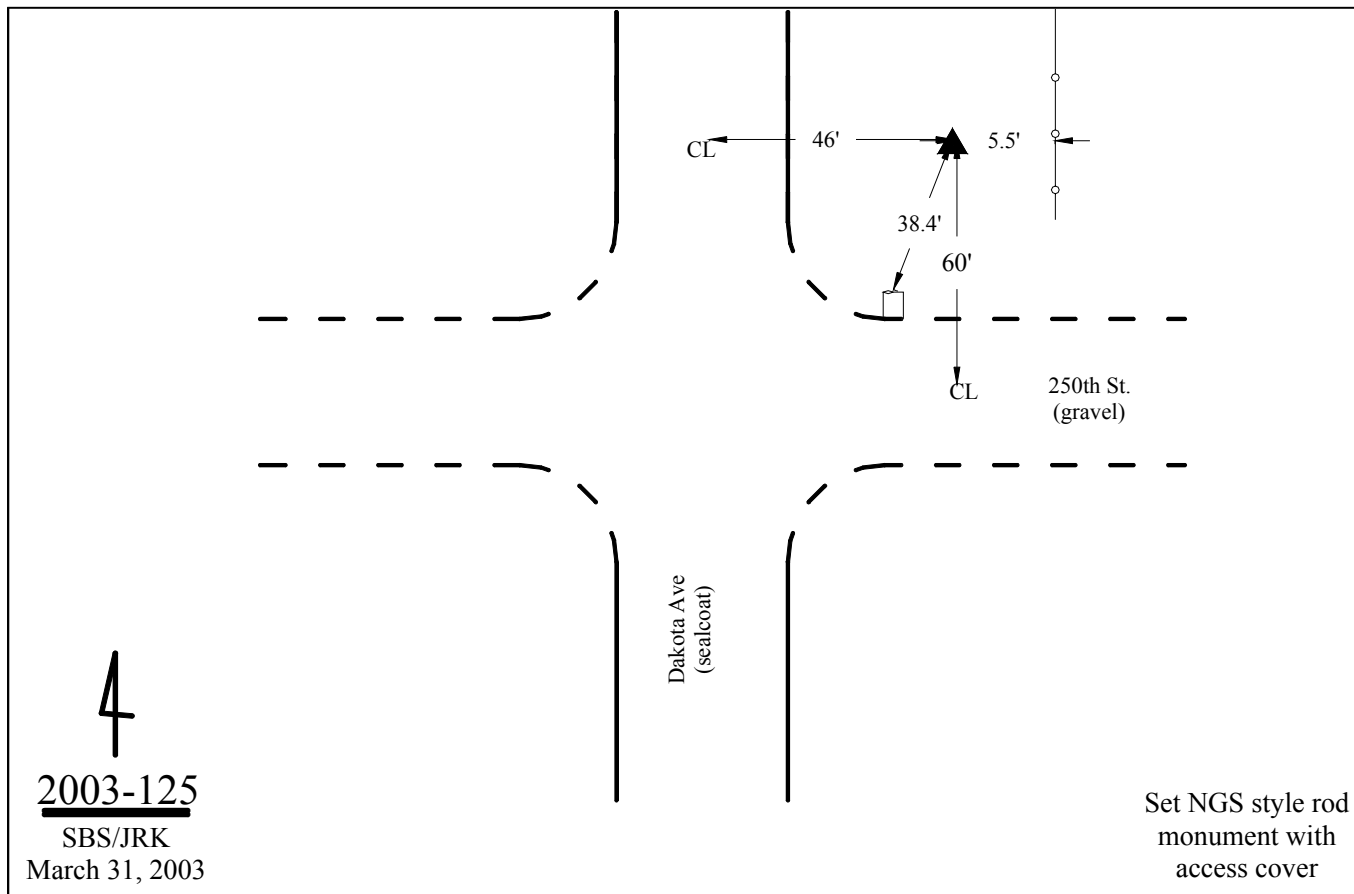 46'
5.5'
CL
38.4'
60'
CL
250th St.
(gravel)
Dakota Ave
(sealcoat)
2003-125
SBS/JRK
March 31, 2003
Set NGS style rod
monument with
access cover